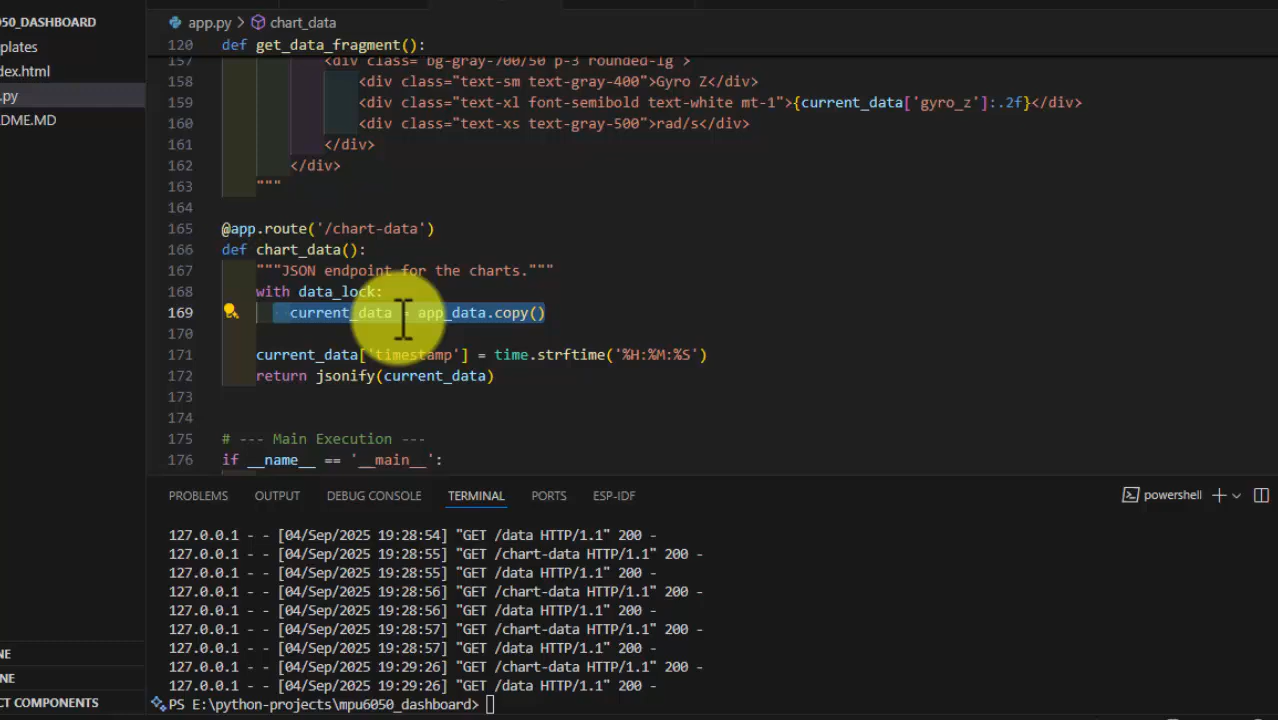 50_DASHBOARD
plates
dex.html
.py
DME.MD
NE
NE
CT COMPONENTS
app.py > chart_data
120 def get_data_fragment():
157 <div class="bg-gray-700/50 p-3 rounded-lg">
158 <div class="text-sm text-gray-400">Gyro Z</div>
159 <div class="text-xl font-semibold text-white mt-1">{current_data['gyro_z']:.2f}</div>
160 <div class="text-xs text-gray-500">rad/s</div>
161 </div>
162 </div>
163 """
164
165 @app.route('/chart-data')
166 def chart_data():
167 """JSON endpoint for the charts."""
168 with data_lock:
169 current_data = app_data.copy()
170
171 current_data['timestamp'] = time.strftime('%H:%M:%S')
172 return jsonify(current_data)
173
174
175 # --- Main Execution ---
176 if __name__ == '__main__':
PROBLEMS OUTPUT DEBUG CONSOLE TERMINAL PORTS ESP-IDF powershell
127.0.0.1 - - [04/Sep/2025 19:28:54] "GET /data HTTP/1.1" 200 -
127.0.0.1 - - [04/Sep/2025 19:28:55] "GET /chart-data HTTP/1.1" 200 -
127.0.0.1 - - [04/Sep/2025 19:28:55] "GET /data HTTP/1.1" 200 -
127.0.0.1 - - [04/Sep/2025 19:28:56] "GET /chart-data HTTP/1.1" 200 -
127.0.0.1 - - [04/Sep/2025 19:28:56] "GET /data HTTP/1.1" 200 -
127.0.0.1 - - [04/Sep/2025 19:28:57] "GET /chart-data HTTP/1.1" 200 -
127.0.0.1 - - [04/Sep/2025 19:28:57] "GET /data HTTP/1.1" 200 -
127.0.0.1 - - [04/Sep/2025 19:29:26] "GET /chart-data HTTP/1.1" 200 -
127.0.0.1 - - [04/Sep/2025 19:29:26] "GET /data HTTP/1.1" 200 -
PS E:\python-projects\mpu6050_dashboard>